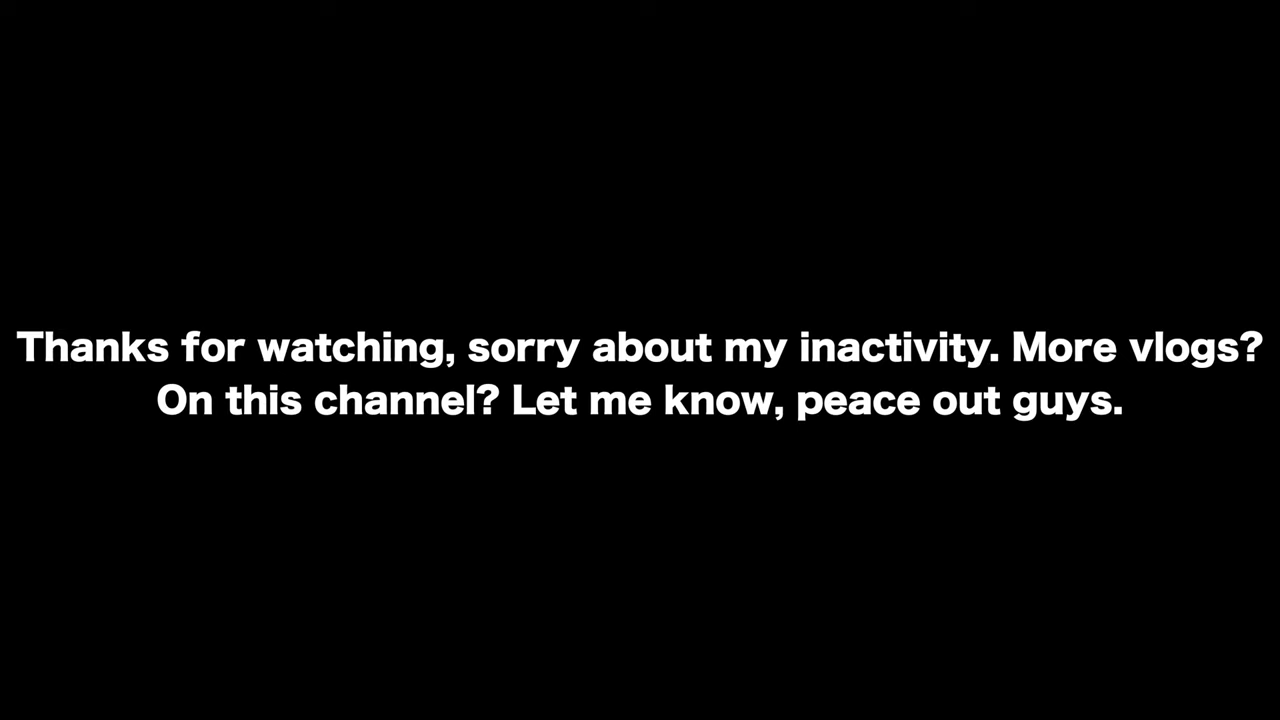 Thanks for watching, sorry about my inactivity. More vlogs?
On this channel? Let me know, peace out guys.